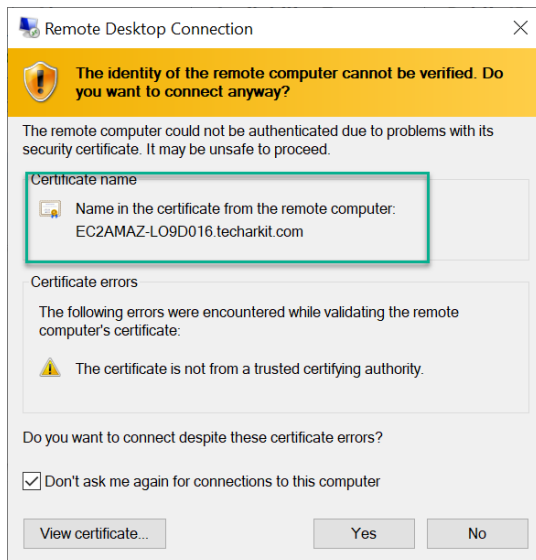 Remote Desktop Connection
The identity of the remote computer cannot be verified. Do
you want to connect anyway?
The remote computer could not be authenticated due to problems with its
security certificate. It may be unsafe to proceed.
Certificate name
Name in the certificate from the remote computer:
EC2AMAZ-LO9D016.techarkit.com
Certificate errors
The following errors were encountered while validating the remote
computer's certificate:
The certificate is not from a trusted certifying authority.
Do you want to connect despite these certificate errors?
Don't ask me again for connections to this computer
View certificate...
Yes
No